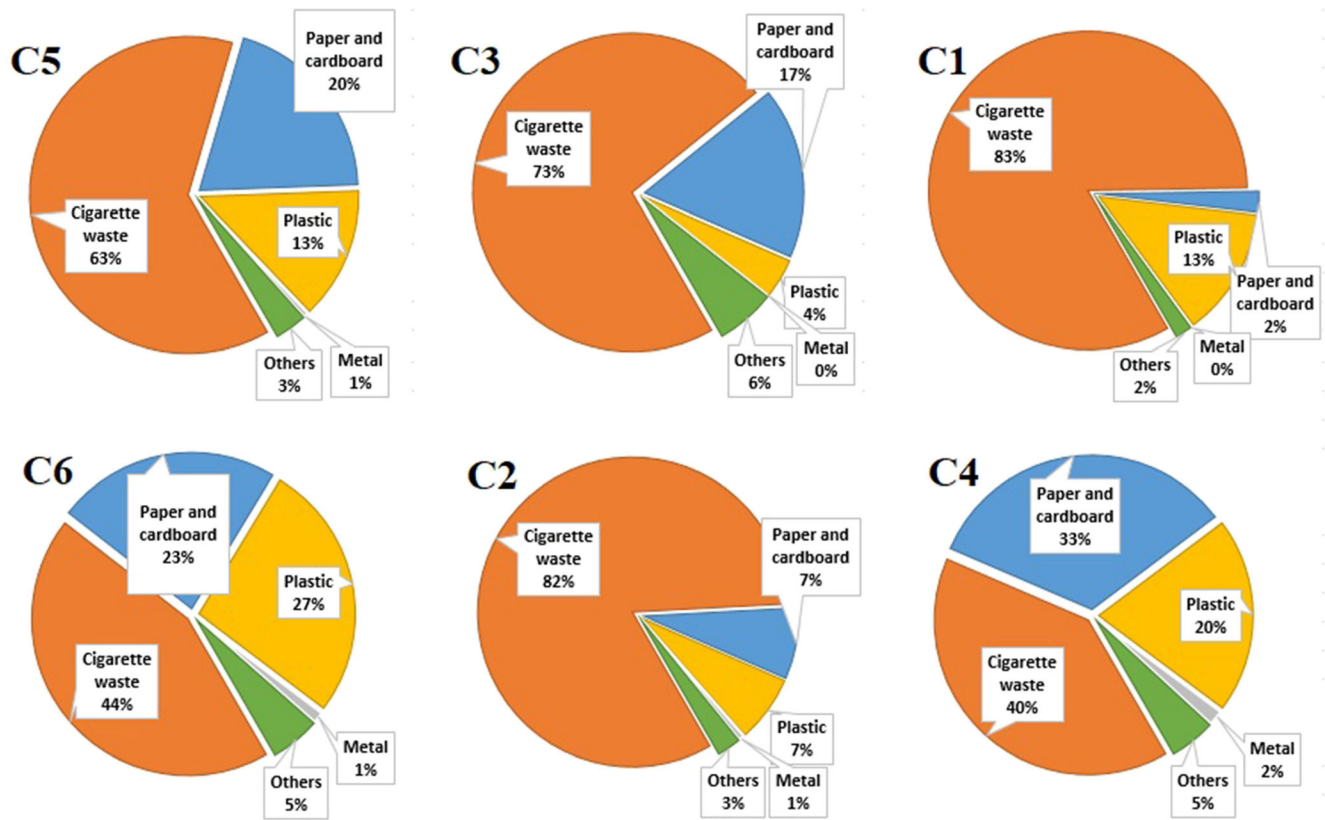 C5
Paper and
cardboard
20%
Cigarette
waste
63%
Plastic
13%
Others
3%
Metal
1%
C3
Paper and
cardboard
17%
Cigarette
waste
73%
Plastic
4%
Others
6%
Metal
0%
C1
Cigarette
waste
83%
Plastic
13%
Paper and
cardboard
2%
Others
2%
Metal
0%
C6
Paper and
cardboard
23%
Plastic
27%
Cigarette
waste
44%
Metal
1%
Others
5%
C2
Cigarette
waste
82%
Paper and
cardboard
7%
Plastic
7%
Others
3%
Metal
1%
C4
Paper and
cardboard
33%
Plastic
20%
Cigarette
waste
40%
Metal
2%
Others
5%